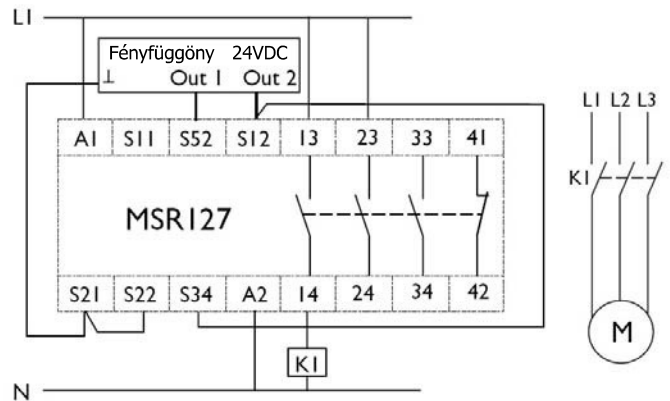 L1
Fényfüggöny 24VDC
⊥ Out 1 Out 2
A1 S11 S52 S12 13 23 33 41
MSR127
S21 S22 S34 A2 14 24 34 42
K1
N
L1 L2 L3
K1
M